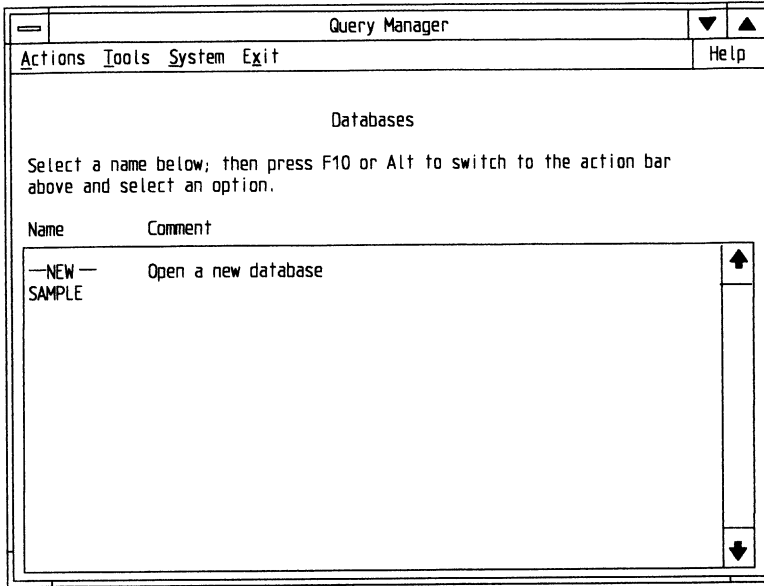 Query Manager
Actions Tools System Exit Help
Databases
Select a name below; then press F10 or Alt to switch to the action bar
above and select an option.
Name Comment
—NEW— Open a new database
SAMPLE